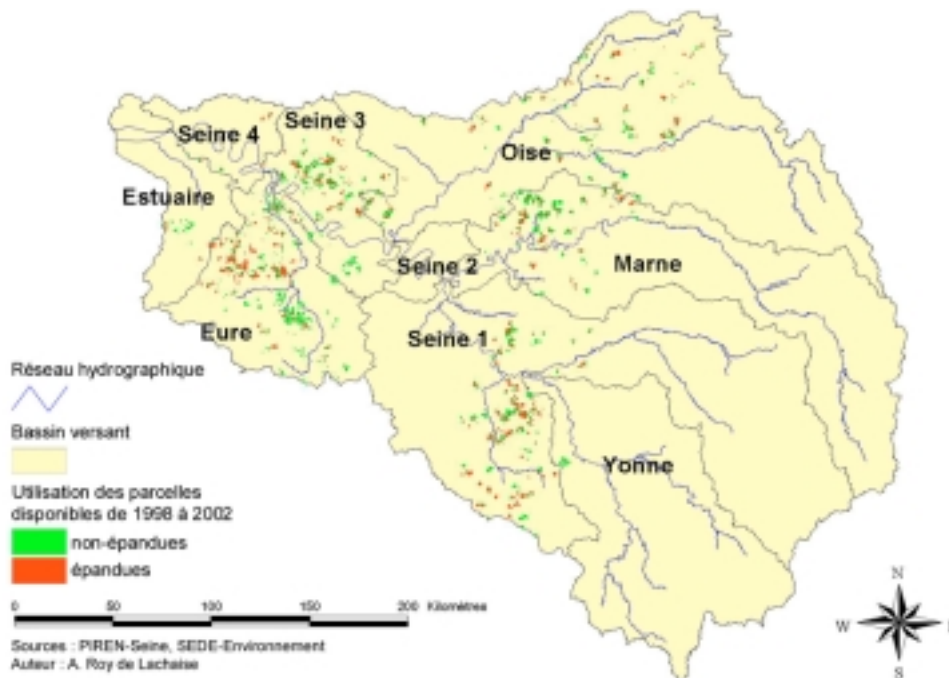 Seine 4
Seine 3
Oise
Estuaire
Seine 2
Marne
Eure
Seine 1
Yonne
Réseau hydrographique
Bassin versant
Utilisation des parcelles
disponibles de 1998 à 2002
non-épandues
épandues
0 50 100 150 200 Kilomètres
Sources : PIREN-Seine, SEDE-Environnement
Auteur : A. Roy de Lachaise
N
W
S